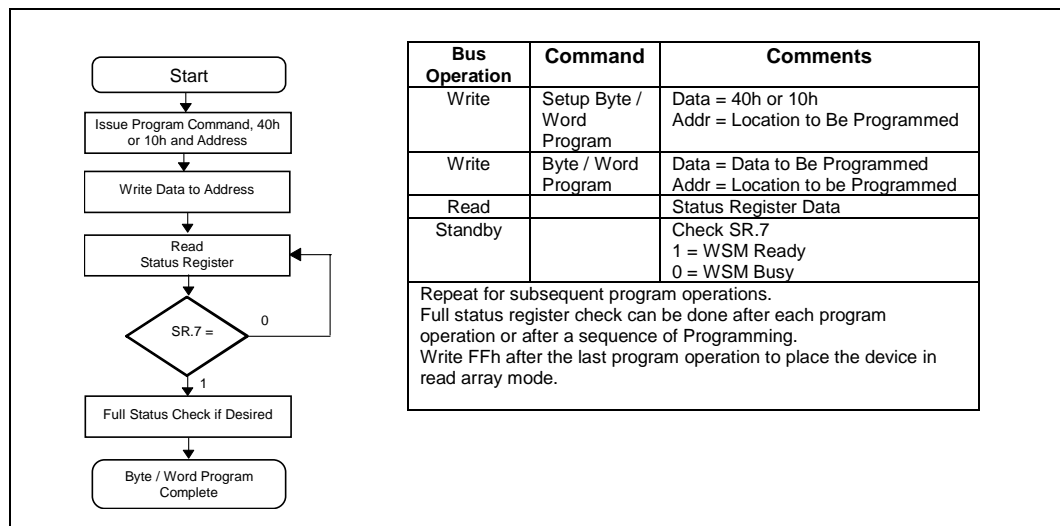 Start
Issue Program Command, 40h
or 10h and Address
Write Data to Address
Read
Status Register
SR.7 =
0
1
Full Status Check if Desired
Byte / Word Program
Complete
Bus
Operation
Command
Comments
Write
Setup Byte /
Word
Program
Data = 40h or 10h
Addr = Location to Be Programmed
Write
Byte / Word
Program
Data = Data to Be Programmed
Addr = Location to be Programmed
Read
Status Register Data
Standby
Check SR.7
1 = WSM Ready
0 = WSM Busy
Repeat for subsequent program operations.
Full status register check can be done after each program
operation or after a sequence of Programming.
Write FFh after the last program operation to place the device in
read array mode.